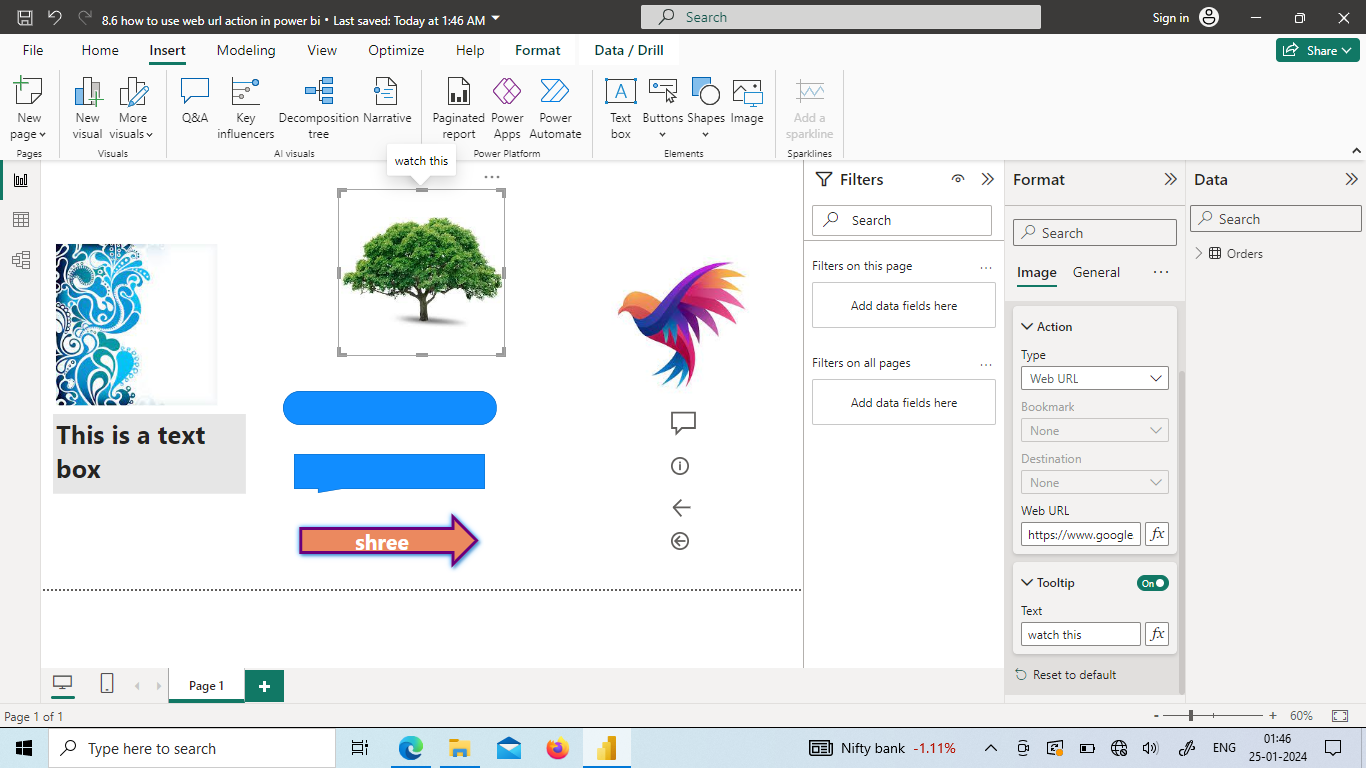 8.6 how to use web url action in power bi • Last saved: Today at 1:46 AM
Search
Sign in
File Home Insert Modeling View Optimize Help Format Data / Drill
Share
New page
New visual
More visuals
Q&A
Key influencers
Decomposition tree
Narrative
Paginated report
Power Apps
Power Automate
Text box
Buttons
Shapes
Image
Add a sparkline
Pages
Visuals
AI visuals
Power Platform
Elements
Sparklines
watch this
This is a text
box
shree
Filters
Search
Filters on this page ...
Add data fields here
Filters on all pages ...
Add data fields here
Format
Search
Image General ...
Action
Type
Web URL
Bookmark
None
Destination
None
Web URL
https://www.google fx
Tooltip On
Text
watch this fx
Reset to default
Data
Search
Orders
Page 1
Page 1 of 1
- + 60%
Type here to search
Nifty bank -1.11%
ENG
01:46
25-01-2024